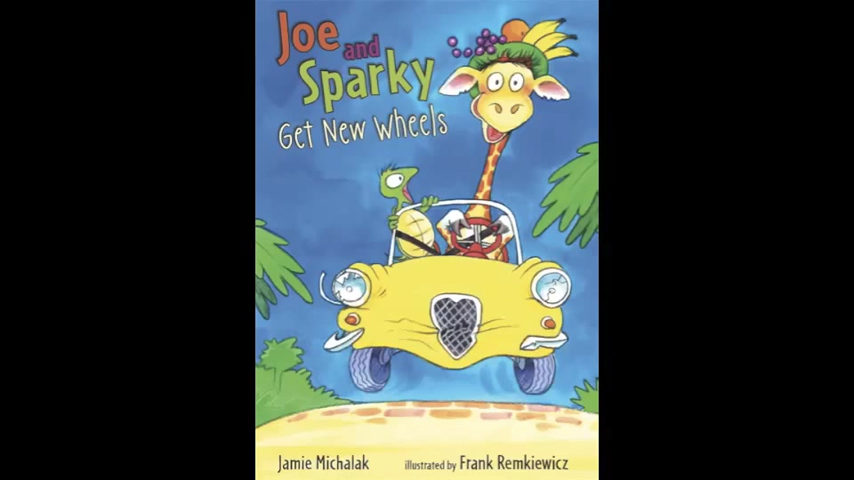 Joe and
Sparky
Get New Wheels
Jamie Michalak illustrated by Frank Remkiewicz